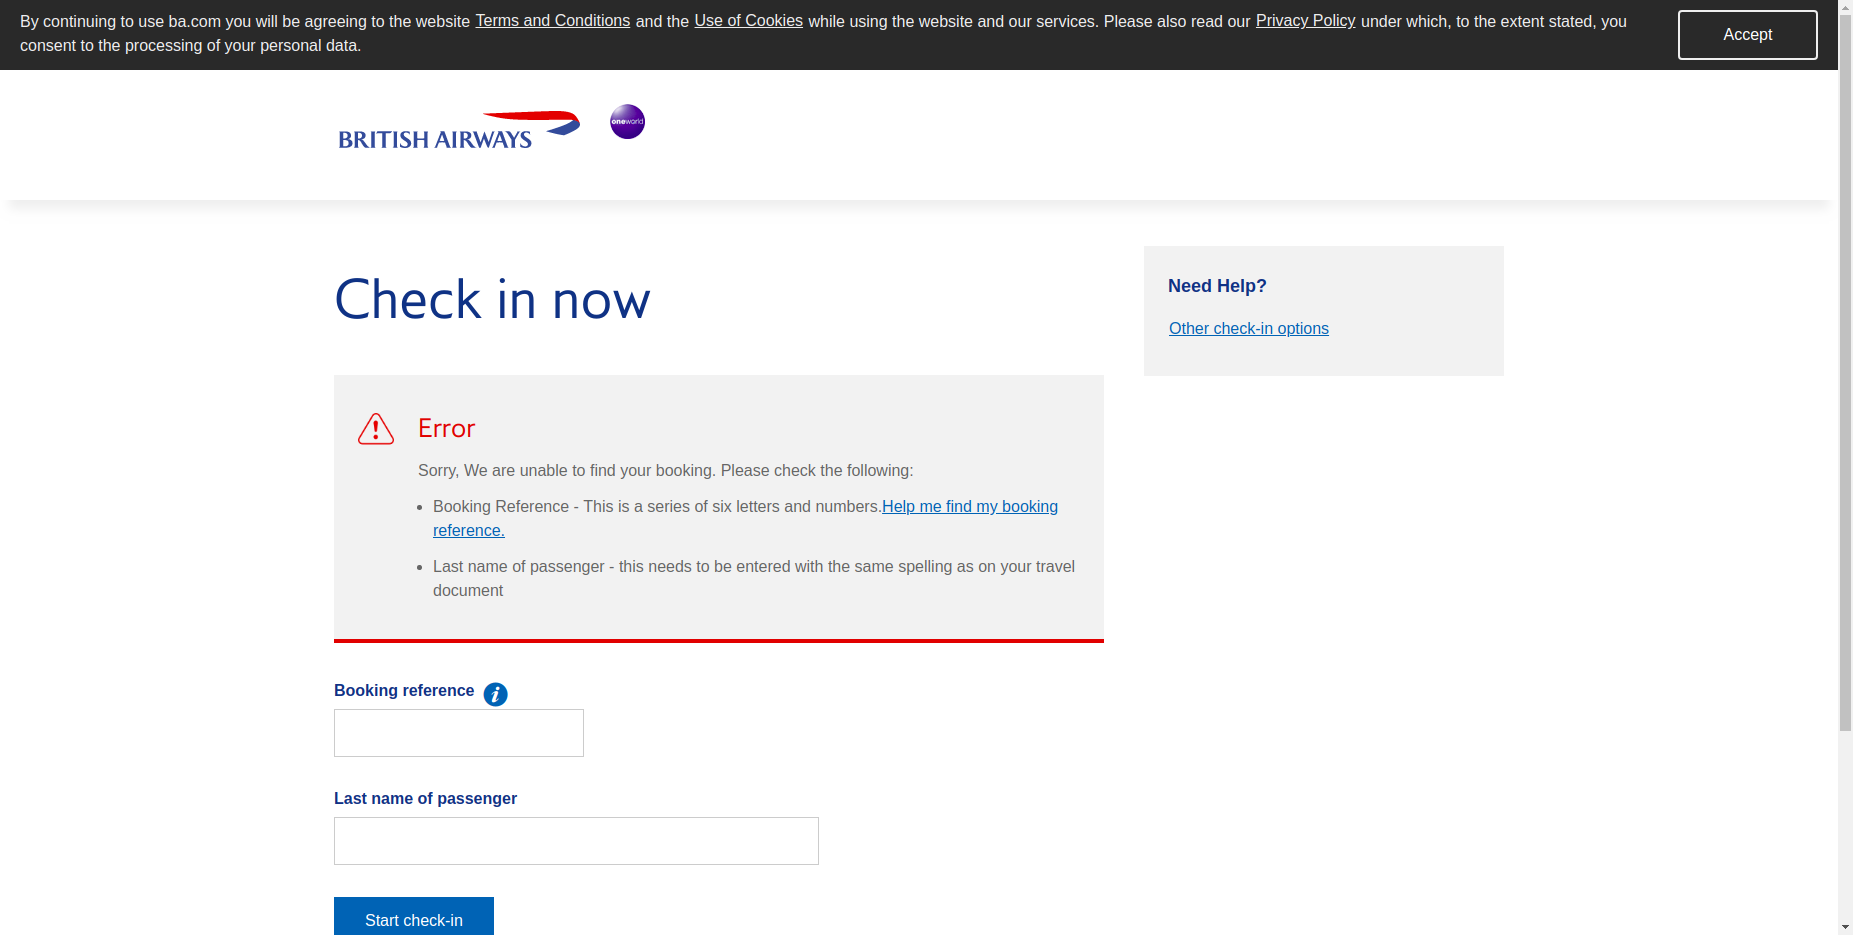 By continuing to use ba.com you will be agreeing to the website Terms and Conditions and the Use of Cookies while using the website and our services. Please also read our Privacy Policy under which, to the extent stated, you
consent to the processing of your personal data.
Accept
BRITISH AIRWAYS
oneworld
Check in now
Need Help?
Other check-in options
Error
Sorry, We are unable to find your booking. Please check the following:
Booking Reference - This is a series of six letters and numbers.Help me find my booking
reference.
Last name of passenger - this needs to be entered with the same spelling as on your travel
document
Booking reference i
Last name of passenger
Start check-in